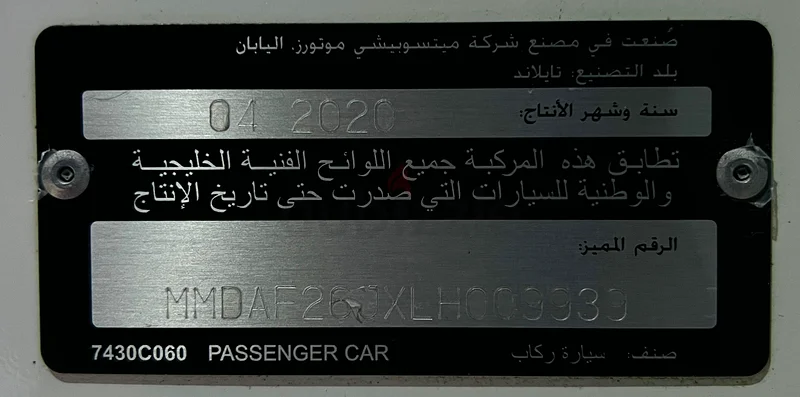 صُنعت في مصنع شركة ميتسوبيشي موتورز. اليابان
بلد التصنيع: تايلاند
سنة وشهر الأنتاج: 04 2020
تطابق هذه المركبة جميع اللوائح الفنية الخليجية
والوطنية للسيارات التي صدرت حتى تاريخ الإنتاج
الرقم المميز:
7430C060 PASSENGER CAR صنف: سيارة ركاب